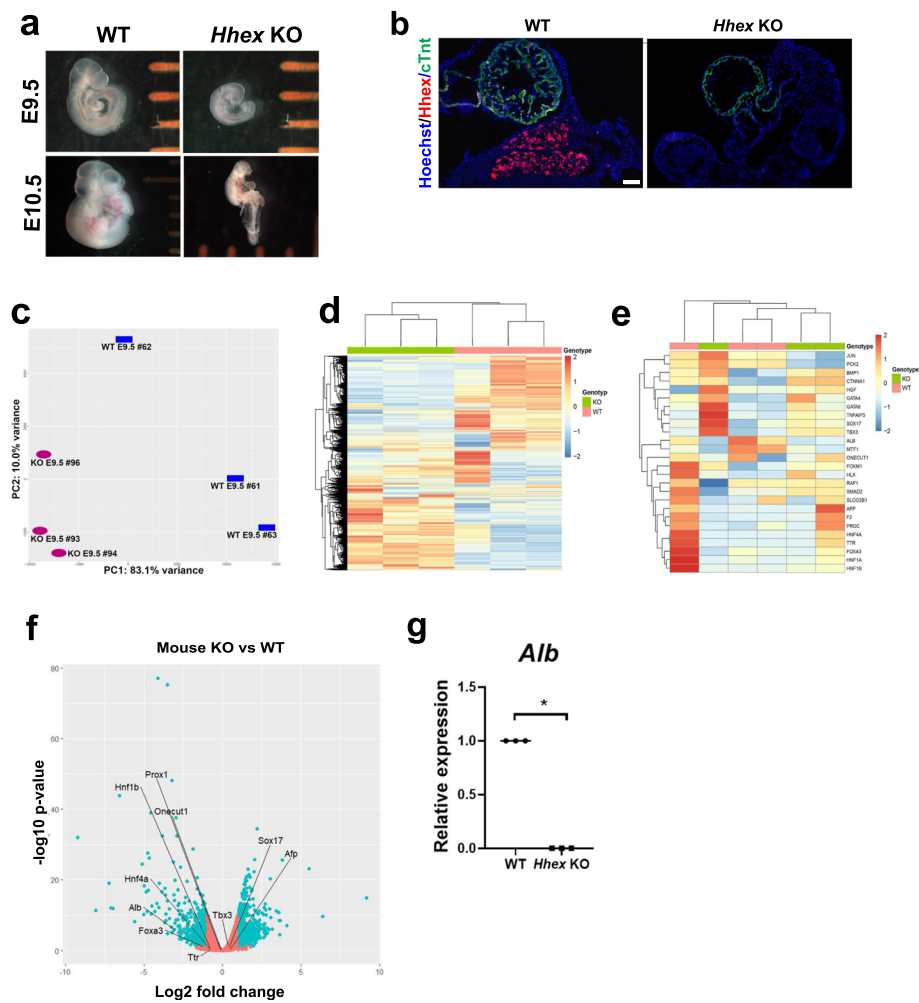 a
WT
Hhex KO
E9.5
E10.5
b
WT
Hhex KO
Hoechst/Hhex/cTnt
c
WT E9.5 #62
KO E9.5 #96
WT E9.5 #61
WT E9.5 #63
KO E9.5 #93
KO E9.5 #94
PC2: 10.0% variance
PC1: 83.1% variance
d
Genotype
2
1
0
-1
-2
Genotyp
KO
WT
e
Genotype
JUN
PCK2
BMP1
CTNNA1
HGF
GATA4
GATA6
TNFAIP3
SOX17
TBX3
ALB
MTF1
ONECUT1
FOXM1
HLX
RAF1
SMAD2
SLCO2B1
AFP
F2
PROC
HNF4A
TTR
FOXA3
HNF1A
HNF1B
Genotype
KO
WT
2
1
0
-1
-2
f
Mouse KO vs WT
-log10 p-value
80
60
40
20
0
Prox1
Hnf1b
Onecut1
Sox17
Afp
Hnf4a
Alb
Tbx3
Foxa3
Ttr
-10
-5
0
5
10
Log2 fold change
g
Alb
Relative expression
1.5
1.0
0.5
0.0
*
WT
Hhex KO